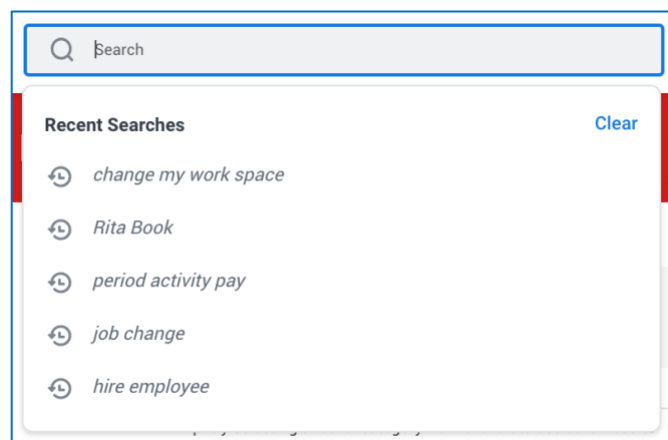 Search
Recent Searches
Clear
change my work space
Rita Book
period activity pay
job change
hire employee